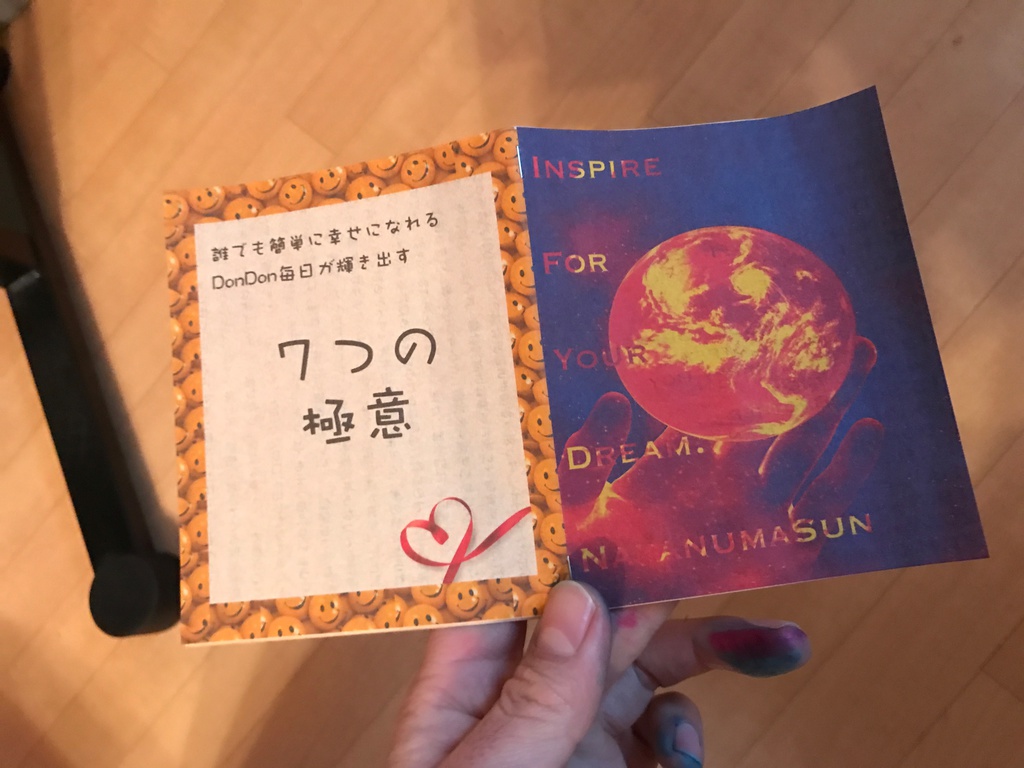 誰でも簡単に幸せになれる
DonDon毎日が輝き出す
7つの
極意
INSPIRE
FOR
YOUR
DREAM.
NAKANUMASUN